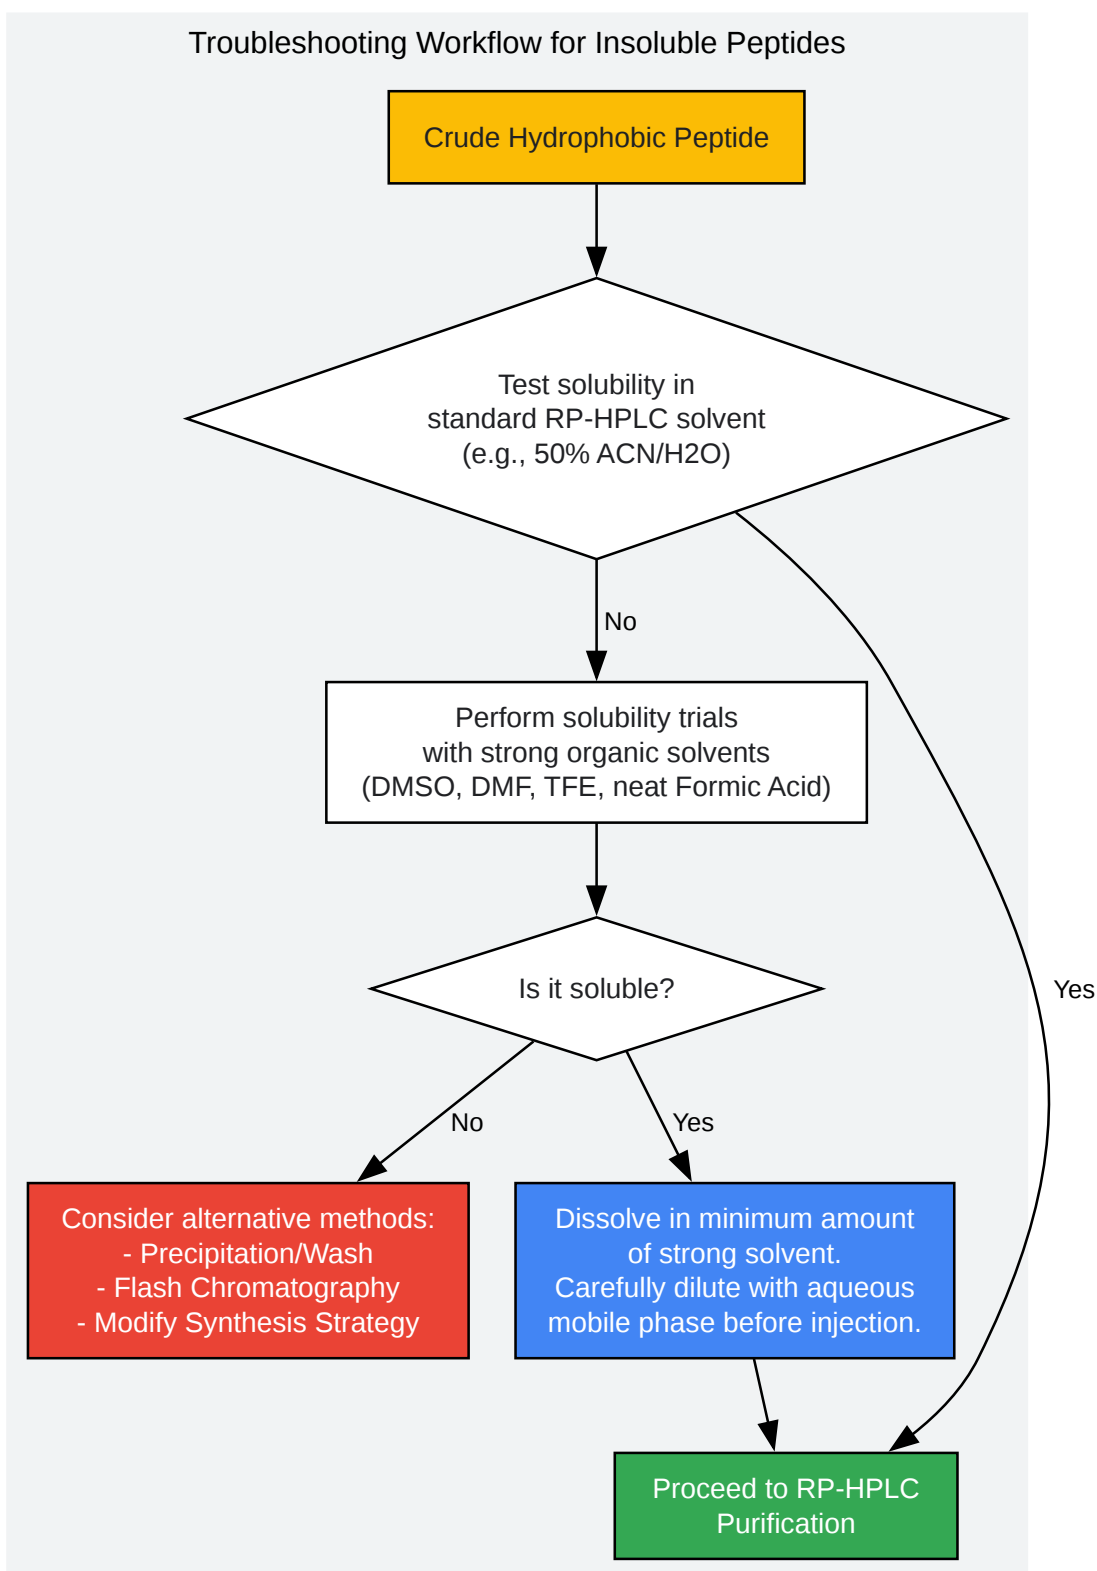 Troubleshooting Workflow for Insoluble Peptides
Crude Hydrophobic Peptide
Test solubility in
standard RP-HPLC solvent
(e.g., 50% ACN/H2O)
No
Perform solubility trials
with strong organic solvents
(DMSO, DMF, TFE, neat Formic Acid)
Is it soluble?
Yes
No
Yes
Consider alternative methods:
- Precipitation/Wash
- Flash Chromatography
- Modify Synthesis Strategy
Dissolve in minimum amount
of strong solvent.
Carefully dilute with aqueous
mobile phase before injection.
Proceed to RP-HPLC
Purification